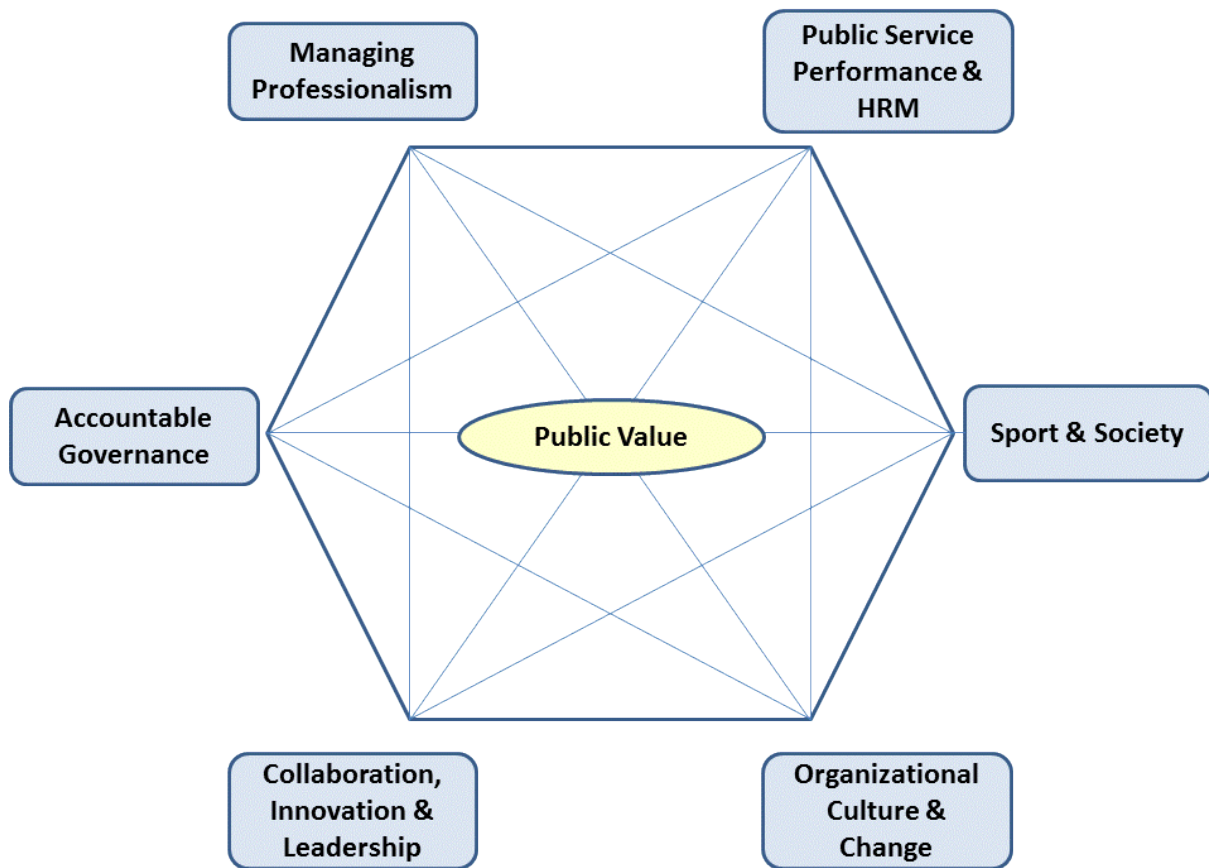 Managing
Professionalism
Public Service
Performance &
HRM
Accountable
Governance
Public Value
Sport & Society
Collaboration,
Innovation &
Leadership
Organizational
Culture &
Change